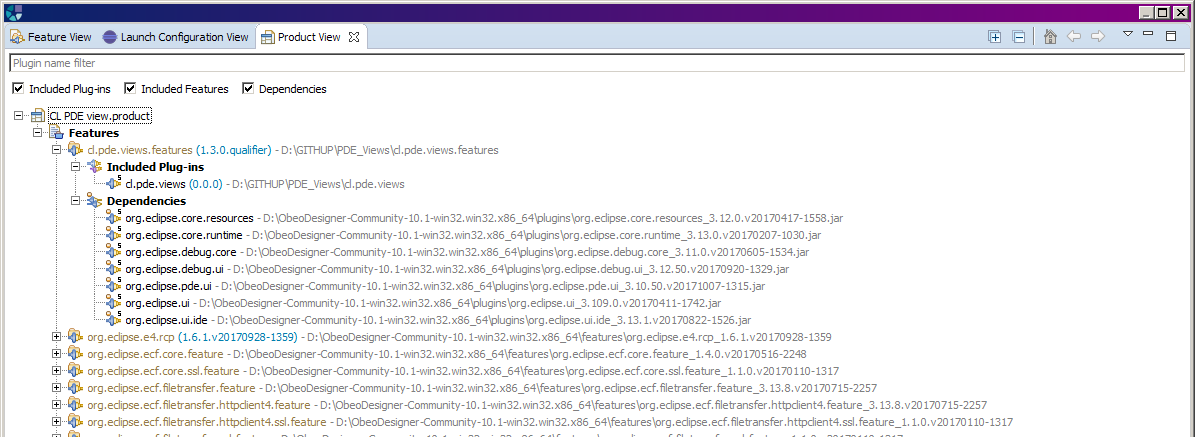 Feature View Launch Configuration View Product View
Plugin name filter
Included Plug-ins Included Features Dependencies
CL PDE view.product
Features
cl.pde.views.features (1.3.0.qualifier) - D:\GITHUP\PDE_Views\cl.pde.views.features
Included Plug-ins
cl.pde.views (0.0.0) - D:\GITHUP\PDE_Views\cl.pde.views
Dependencies
org.eclipse.core.resources - D:\ObeoDesigner-Community-10.1-win32.win32.x86_64\plugins\org.eclipse.core.resources_3.12.0.v20170417-1558.jar
org.eclipse.core.runtime - D:\ObeoDesigner-Community-10.1-win32.win32.x86_64\plugins\org.eclipse.core.runtime_3.13.0.v20170207-1030.jar
org.eclipse.debug.core - D:\ObeoDesigner-Community-10.1-win32.win32.x86_64\plugins\org.eclipse.debug.core_3.11.0.v20170605-1534.jar
org.eclipse.debug.ui - D:\ObeoDesigner-Community-10.1-win32.win32.x86_64\plugins\org.eclipse.debug.ui_3.12.50.v20170920-1329.jar
org.eclipse.pde.ui - D:\ObeoDesigner-Community-10.1-win32.win32.x86_64\plugins\org.eclipse.pde.ui_3.10.50.v20171007-1315.jar
org.eclipse.ui - D:\ObeoDesigner-Community-10.1-win32.win32.x86_64\plugins\org.eclipse.ui_3.109.0.v20170411-1742.jar
org.eclipse.ui.ide - D:\ObeoDesigner-Community-10.1-win32.win32.x86_64\plugins\org.eclipse.ui.ide_3.13.1.v20170822-1526.jar
org.eclipse.e4.rcp (1.6.1.v20170928-1359) - D:\ObeoDesigner-Community-10.1-win32.win32.x86_64\features\org.eclipse.e4.rcp_1.6.1.v20170928-1359
org.eclipse.ecf.core.feature - D:\ObeoDesigner-Community-10.1-win32.win32.x86_64\features\org.eclipse.ecf.core.feature_1.4.0.v20170516-2248
org.eclipse.ecf.core.ssl.feature - D:\ObeoDesigner-Community-10.1-win32.win32.x86_64\features\org.eclipse.ecf.core.ssl.feature_1.1.0.v20170110-1317
org.eclipse.ecf.filetransfer.feature - D:\ObeoDesigner-Community-10.1-win32.win32.x86_64\features\org.eclipse.ecf.filetransfer.feature_3.13.8.v20170715-2257
org.eclipse.ecf.filetransfer.httpclient4.feature - D:\ObeoDesigner-Community-10.1-win32.win32.x86_64\features\org.eclipse.ecf.filetransfer.httpclient4.feature_3.13.8.v20170715-2257
org.eclipse.ecf.filetransfer.httpclient4.ssl.feature - D:\ObeoDesigner-Community-10.1-win32.win32.x86_64\features\org.eclipse.ecf.filetransfer.httpclient4.ssl.feature_1.1.0.v20170110-1317